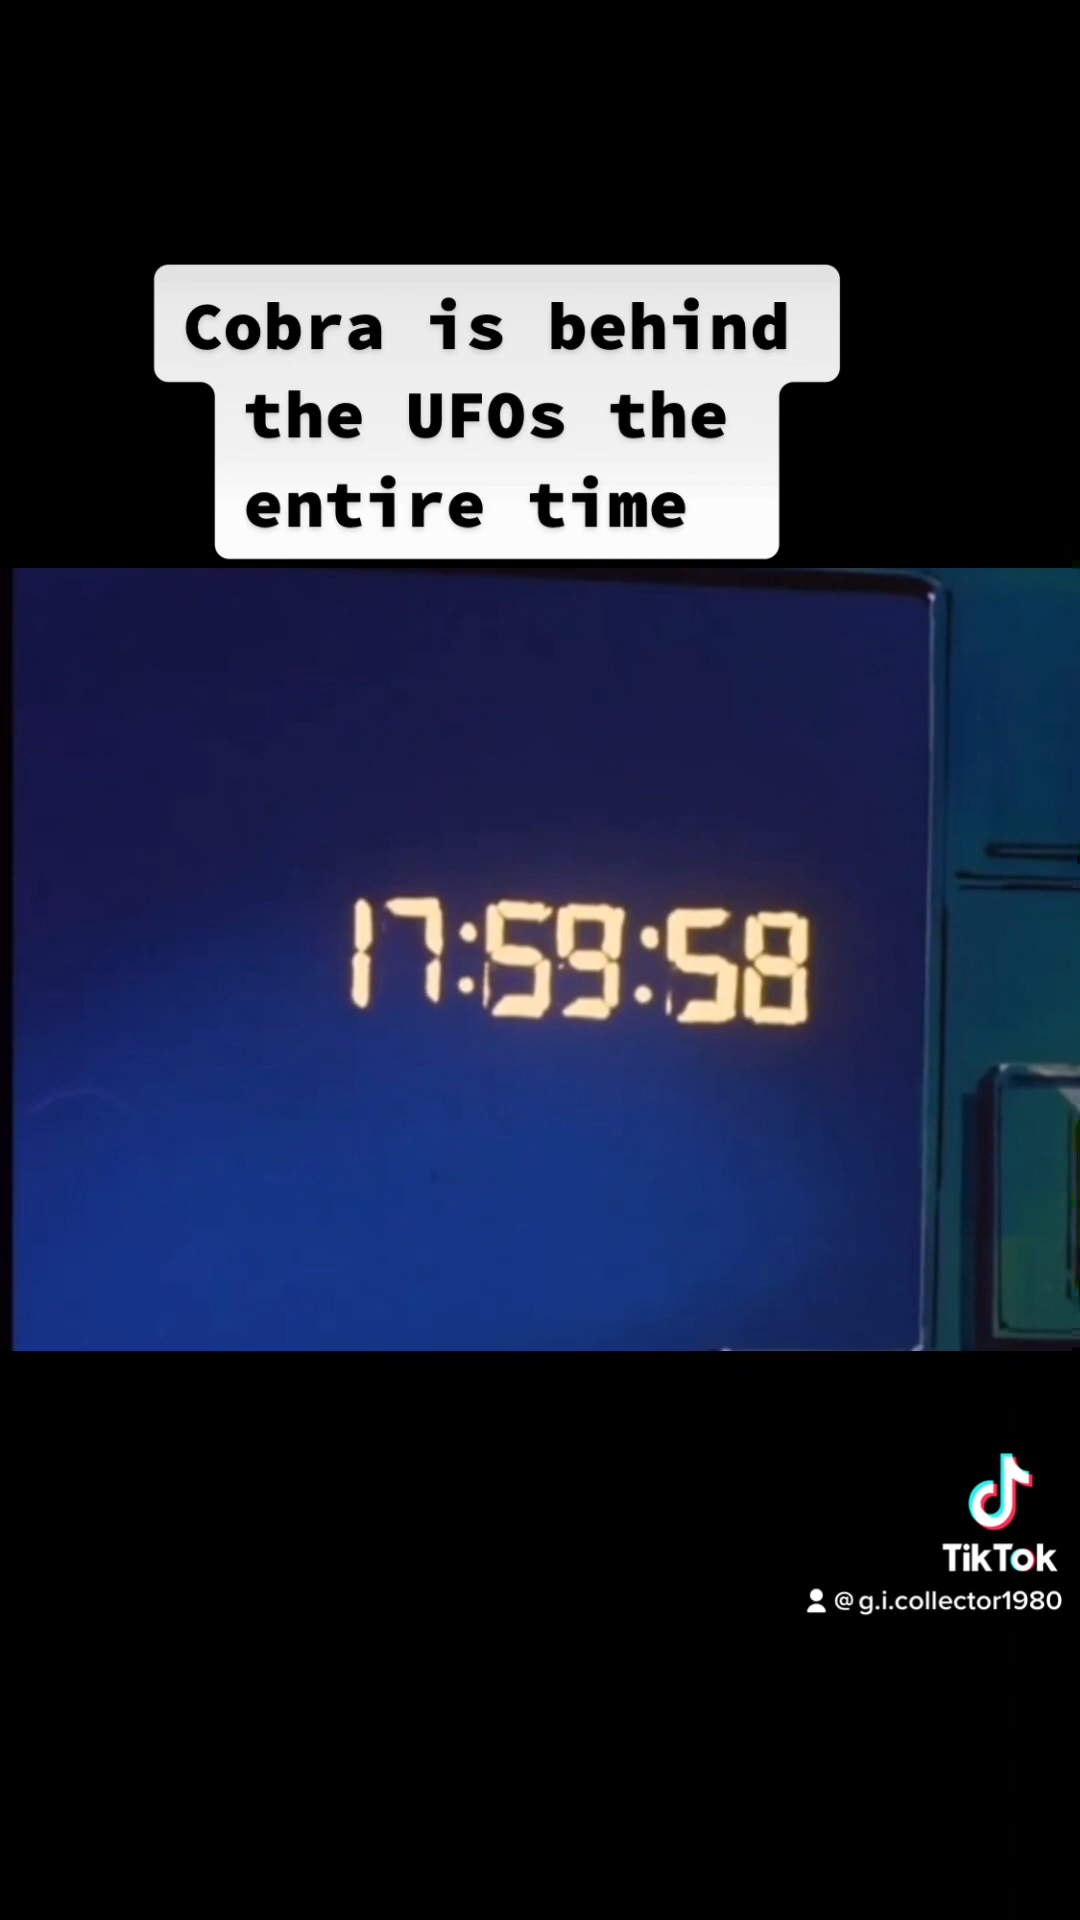 Cobra is behind
the UFOs the
entire time
17:59:58
TikTok
@g.i.collector1980